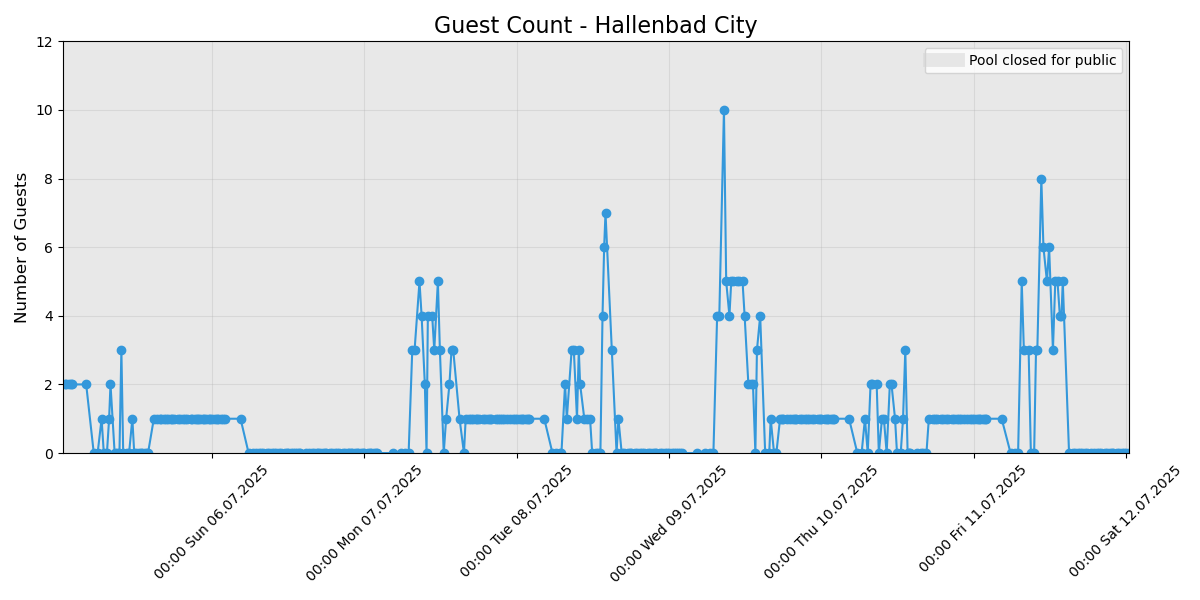 Guest Count - Hallenbad City
Pool closed for public
Number of Guests
12
10
8
6
4
2
0
00:00 Sun 06.07.2025
00:00 Mon 07.07.2025
00:00 Tue 08.07.2025
00:00 Wed 09.07.2025
00:00 Thu 10.07.2025
00:00 Fri 11.07.2025
00:00 Sat 12.07.2025